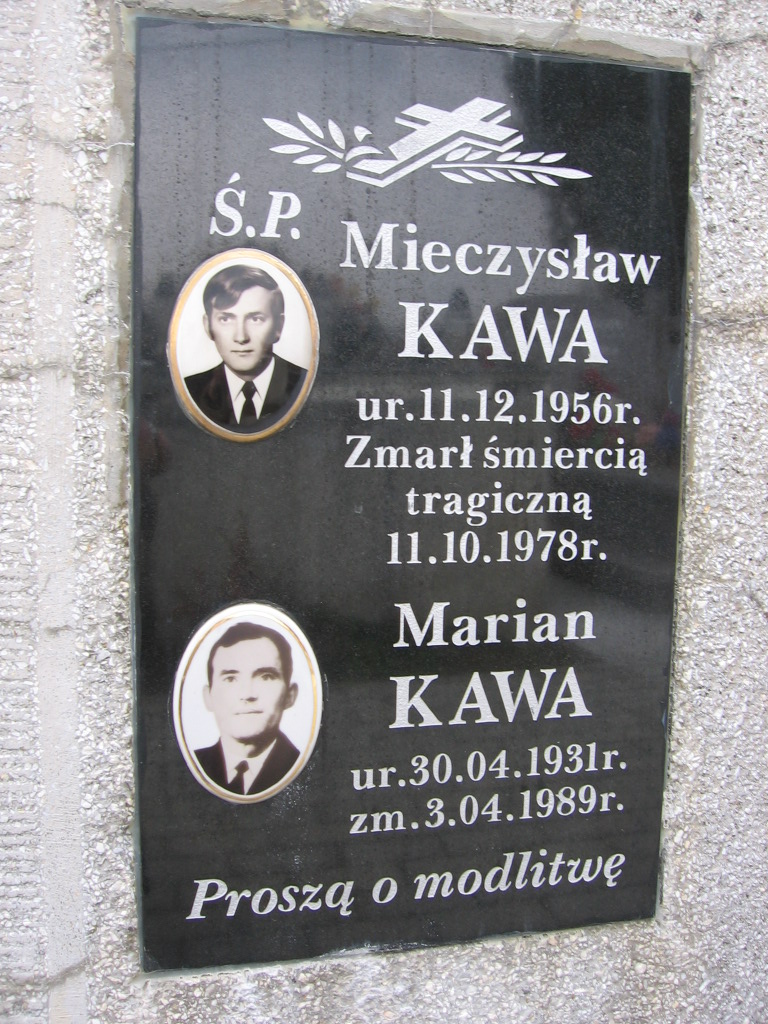 Ś.P.
Mieczysław
KAWA
ur.11.12.1956r.
Zmarł śmiercią
tragiczną
11.10.1978r.
Marian
KAWA
ur.30.04.1931r.
zm.3.04.1989r.
Proszą o modlitwę